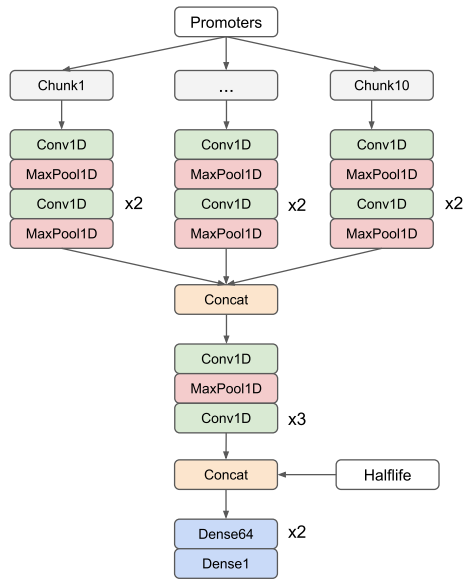 Promoters
Chunk1 ... Chunk10
Conv1D Conv1D Conv1D
MaxPool1D MaxPool1D MaxPool1D
Conv1D x2 Conv1D x2 Conv1D x2
MaxPool1D MaxPool1D MaxPool1D
Concat
Conv1D
MaxPool1D
Conv1D x3
Concat Halflife
Dense64 x2
Dense1